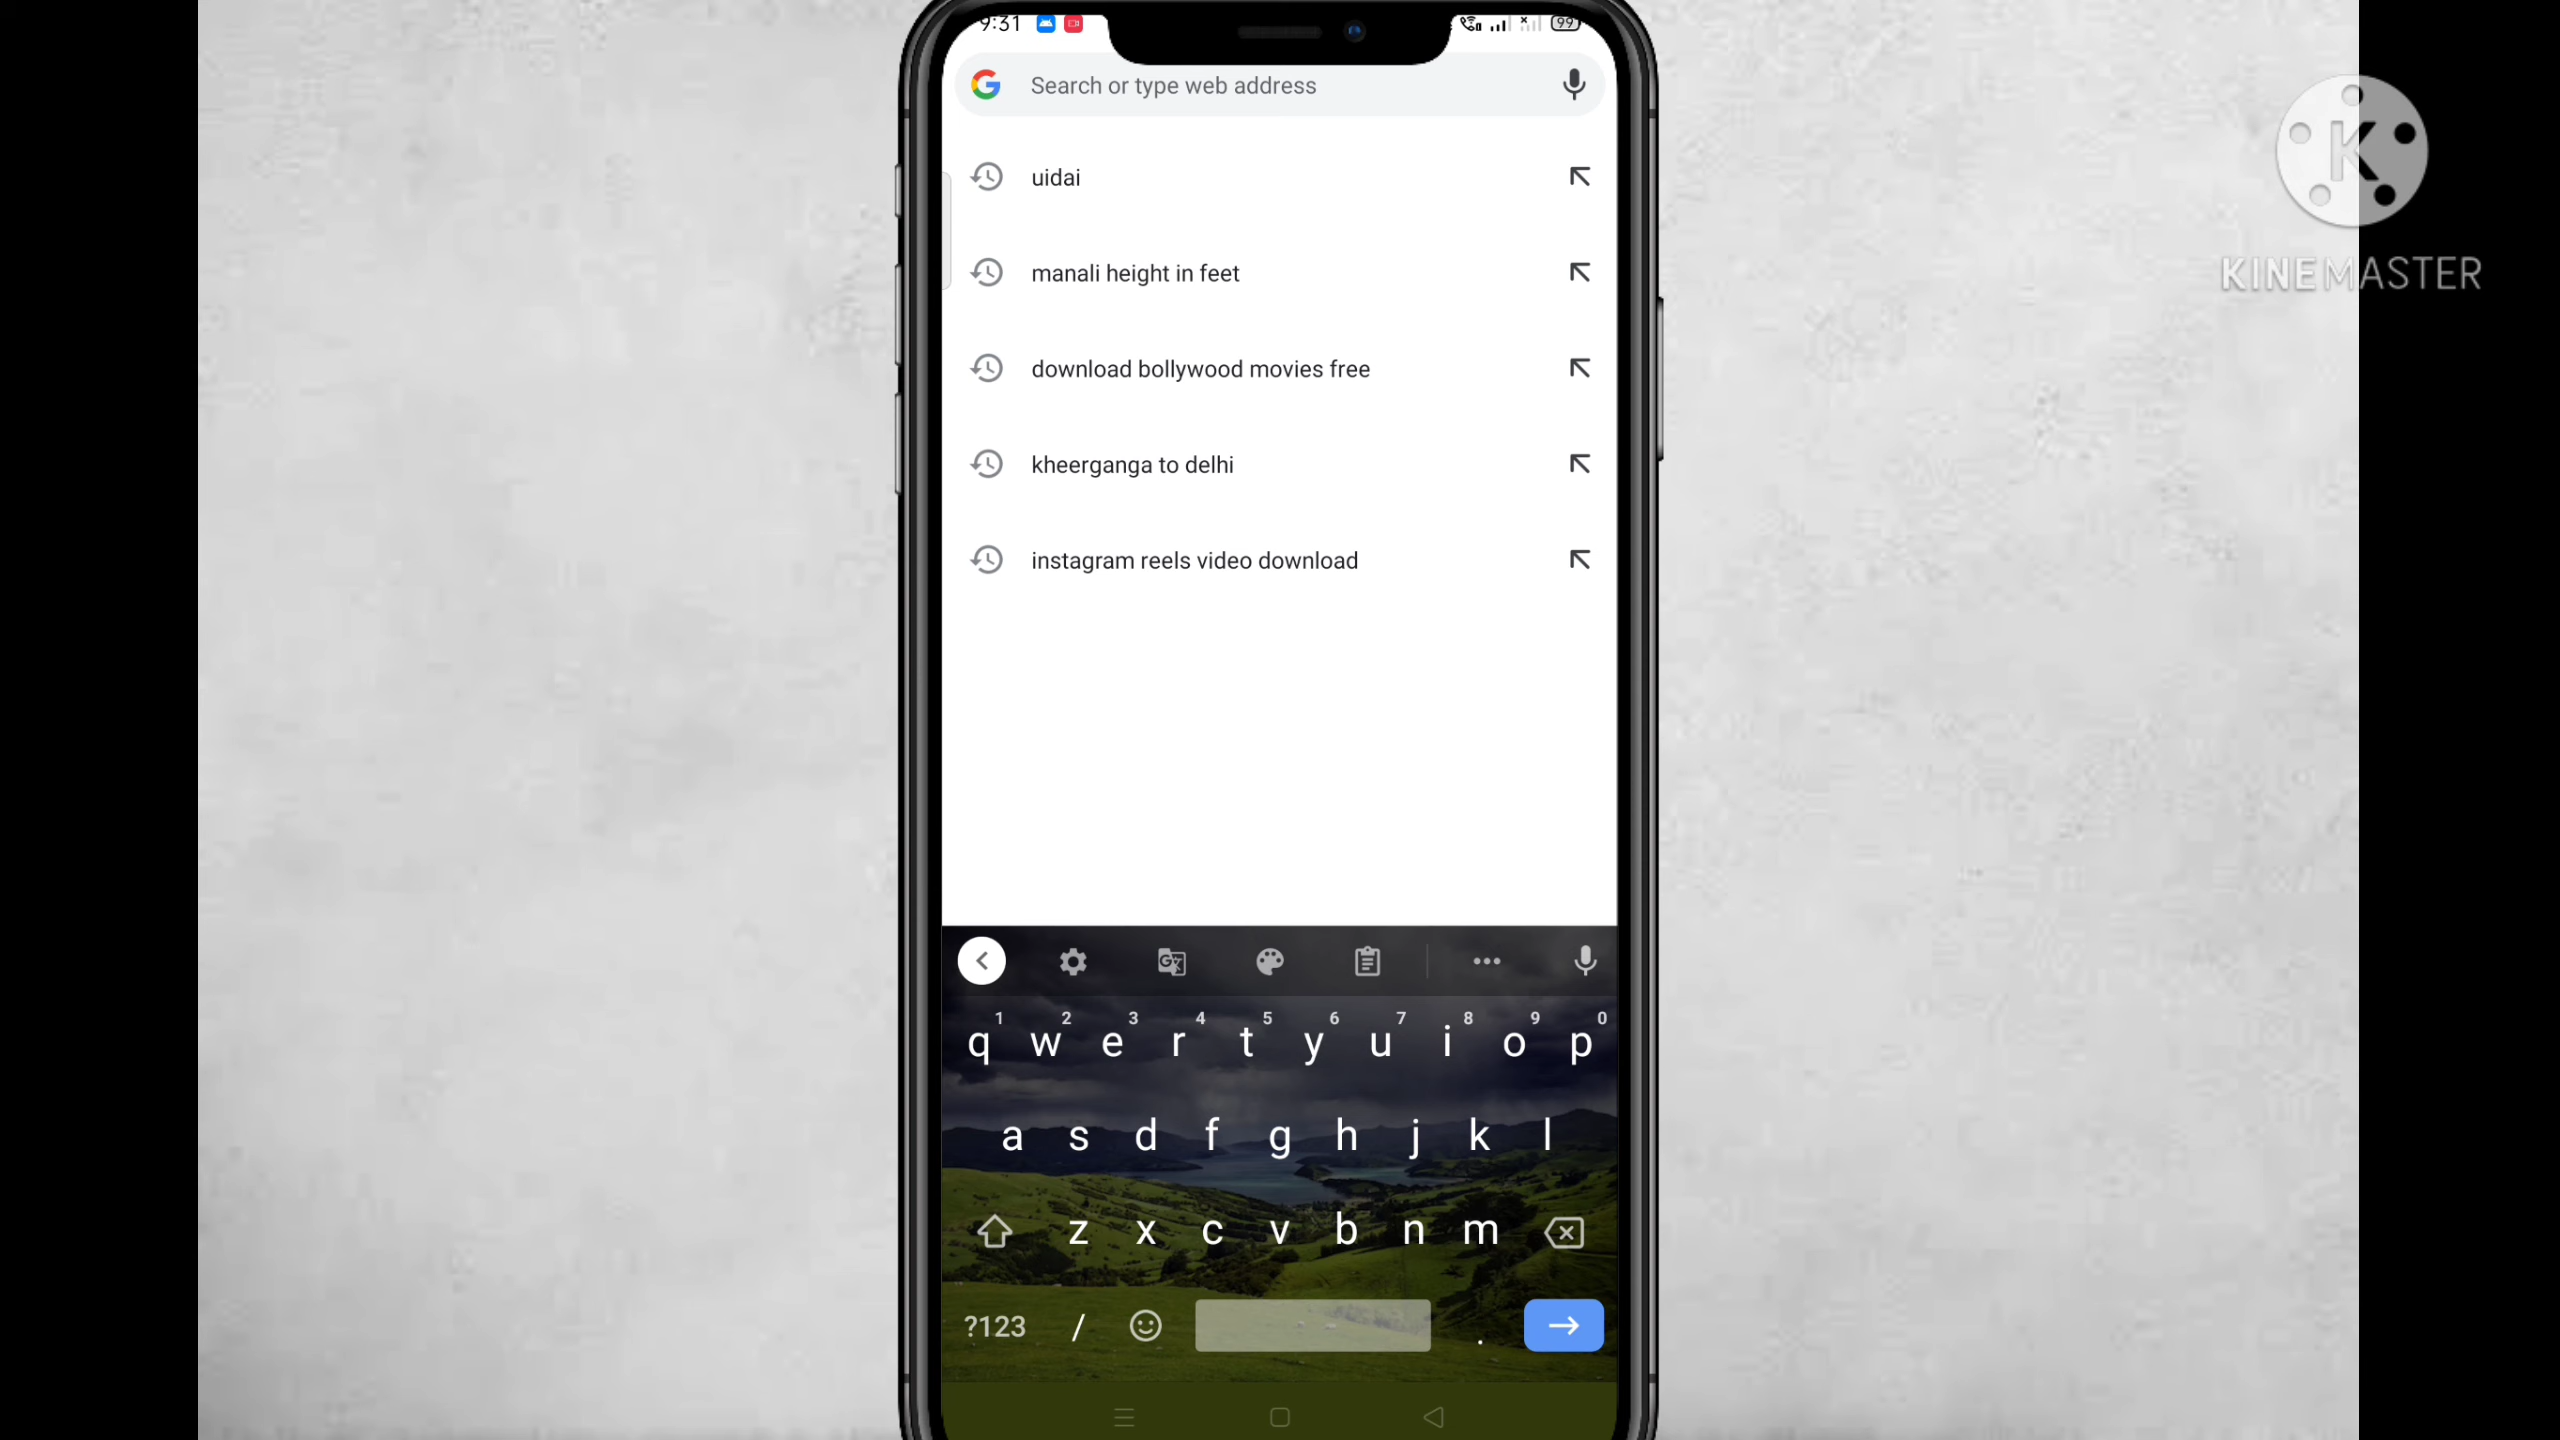 9:31
99
Search or type web address
uidai
manali height in feet
download bollywood movies free
kheerganga to delhi
instagram reels video download
K
KINEMASTER
1 2 3 4 5 6 7 8 9 0
q w e r t y u i o p
a s d f g h j k l
z x c v b n m
?123 / .